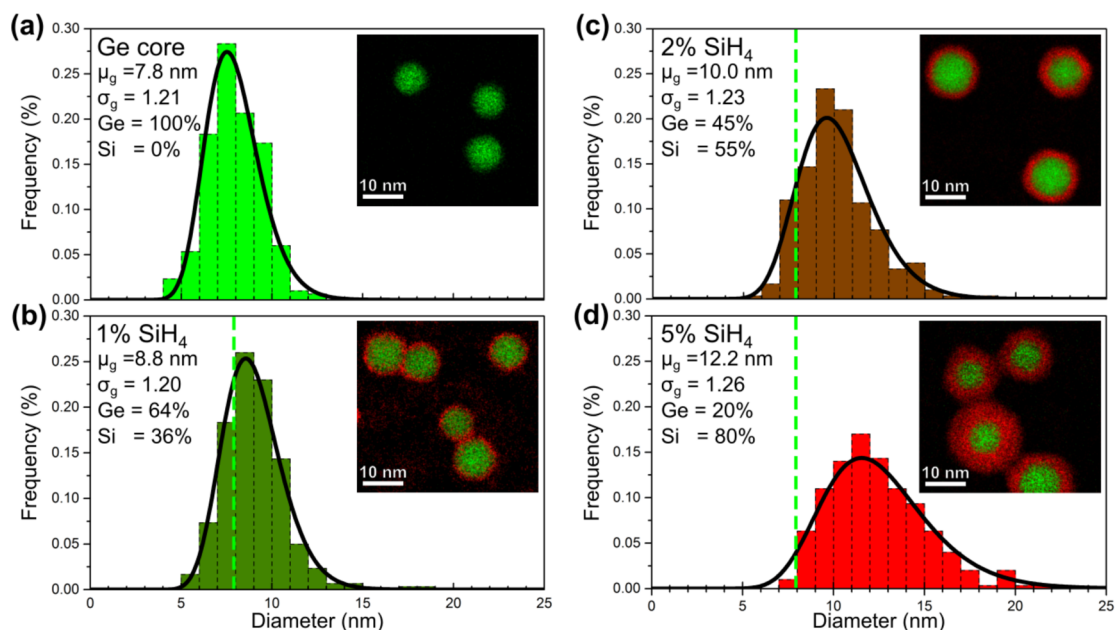 (a)
Ge core
μg =7.8 nm
σg = 1.21
Ge = 100%
Si = 0%
10 nm
Frequency (%)
0.30
0.25
0.20
0.15
0.10
0.05
0.00
(c)
2% SiH4
μg =10.0 nm
σg = 1.23
Ge = 45%
Si = 55%
10 nm
Frequency (%)
0.30
0.25
0.20
0.15
0.10
0.05
0.00
(b)
1% SiH4
μg =8.8 nm
σg = 1.20
Ge = 64%
Si = 36%
10 nm
Frequency (%)
0.30
0.25
0.20
0.15
0.10
0.05
0.00
0 5 10 15 20 25
Diameter (nm)
(d)
5% SiH4
μg =12.2 nm
σg = 1.26
Ge = 20%
Si = 80%
10 nm
Frequency (%)
0.30
0.25
0.20
0.15
0.10
0.05
0.00
0 5 10 15 20 25
Diameter (nm)